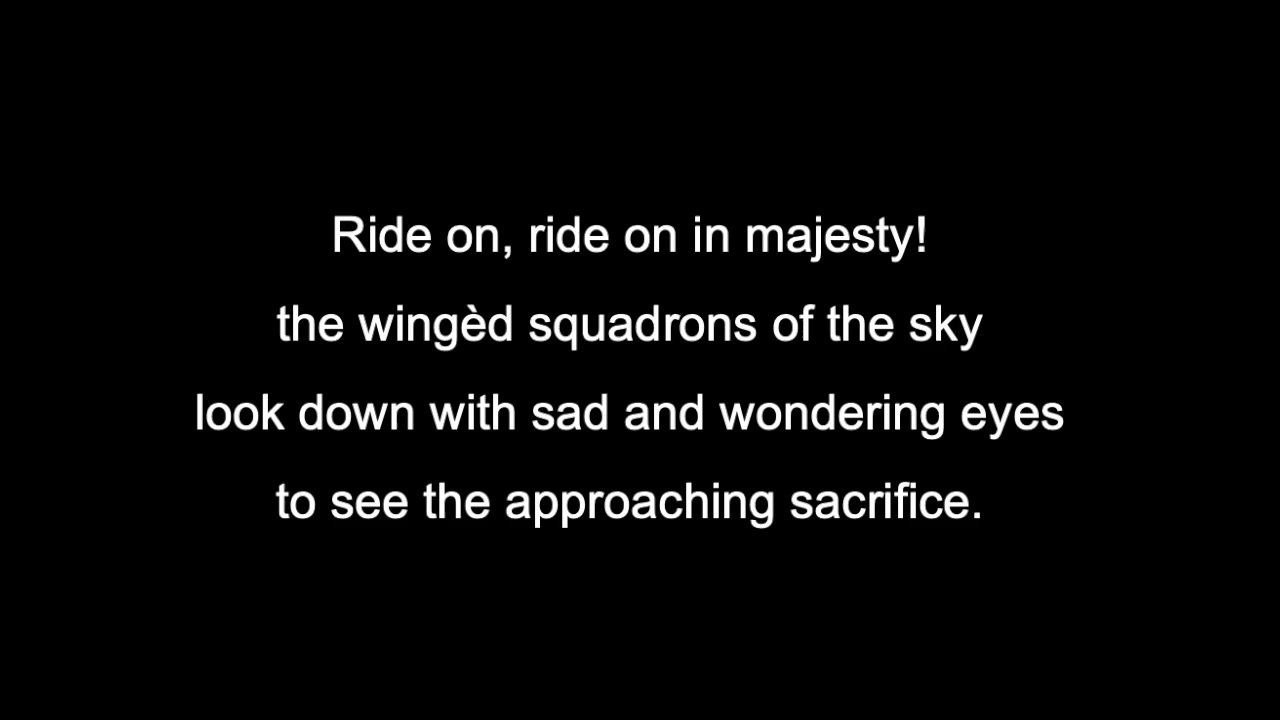 Ride on, ride on in majesty!
the wingèd squadrons of the sky
look down with sad and wondering eyes
to see the approaching sacrifice.